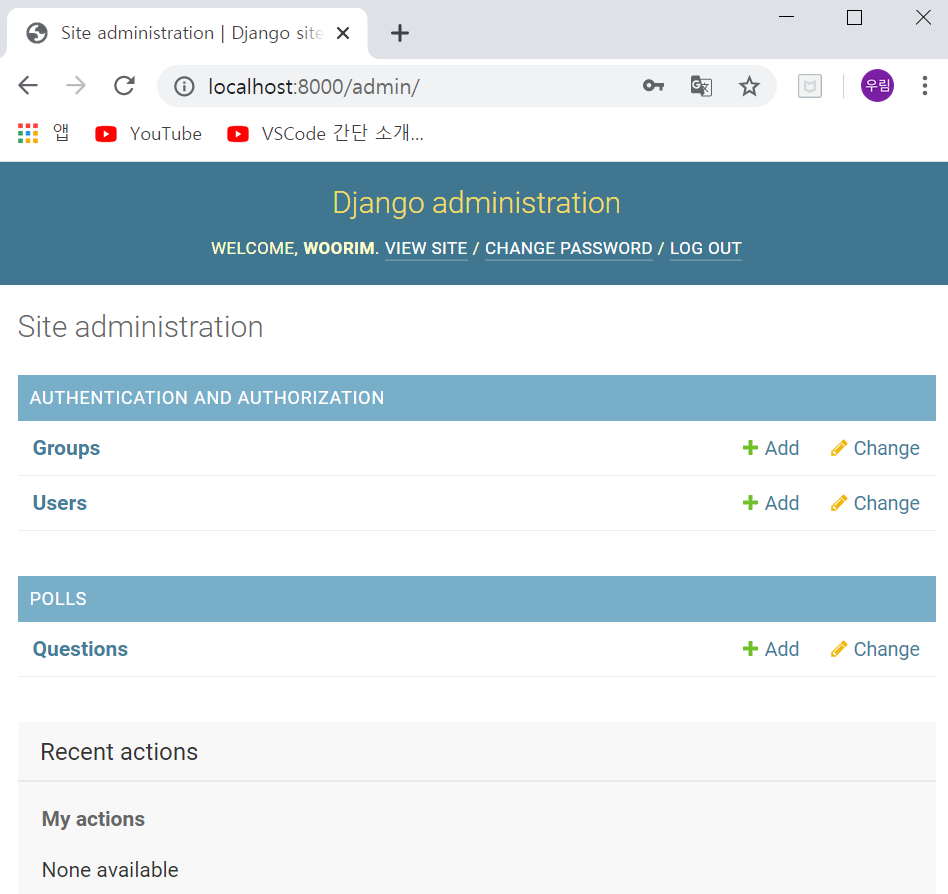 Site administration | Django site
localhost:8000/admin/
우림
앱 YouTube VSCode 간단 소개...
Django administration
WELCOME, WOORIM. VIEW SITE / CHANGE PASSWORD / LOG OUT
Site administration
AUTHENTICATION AND AUTHORIZATION
Groups Add Change
Users Add Change
POLLS
Questions Add Change
Recent actions
My actions
None available